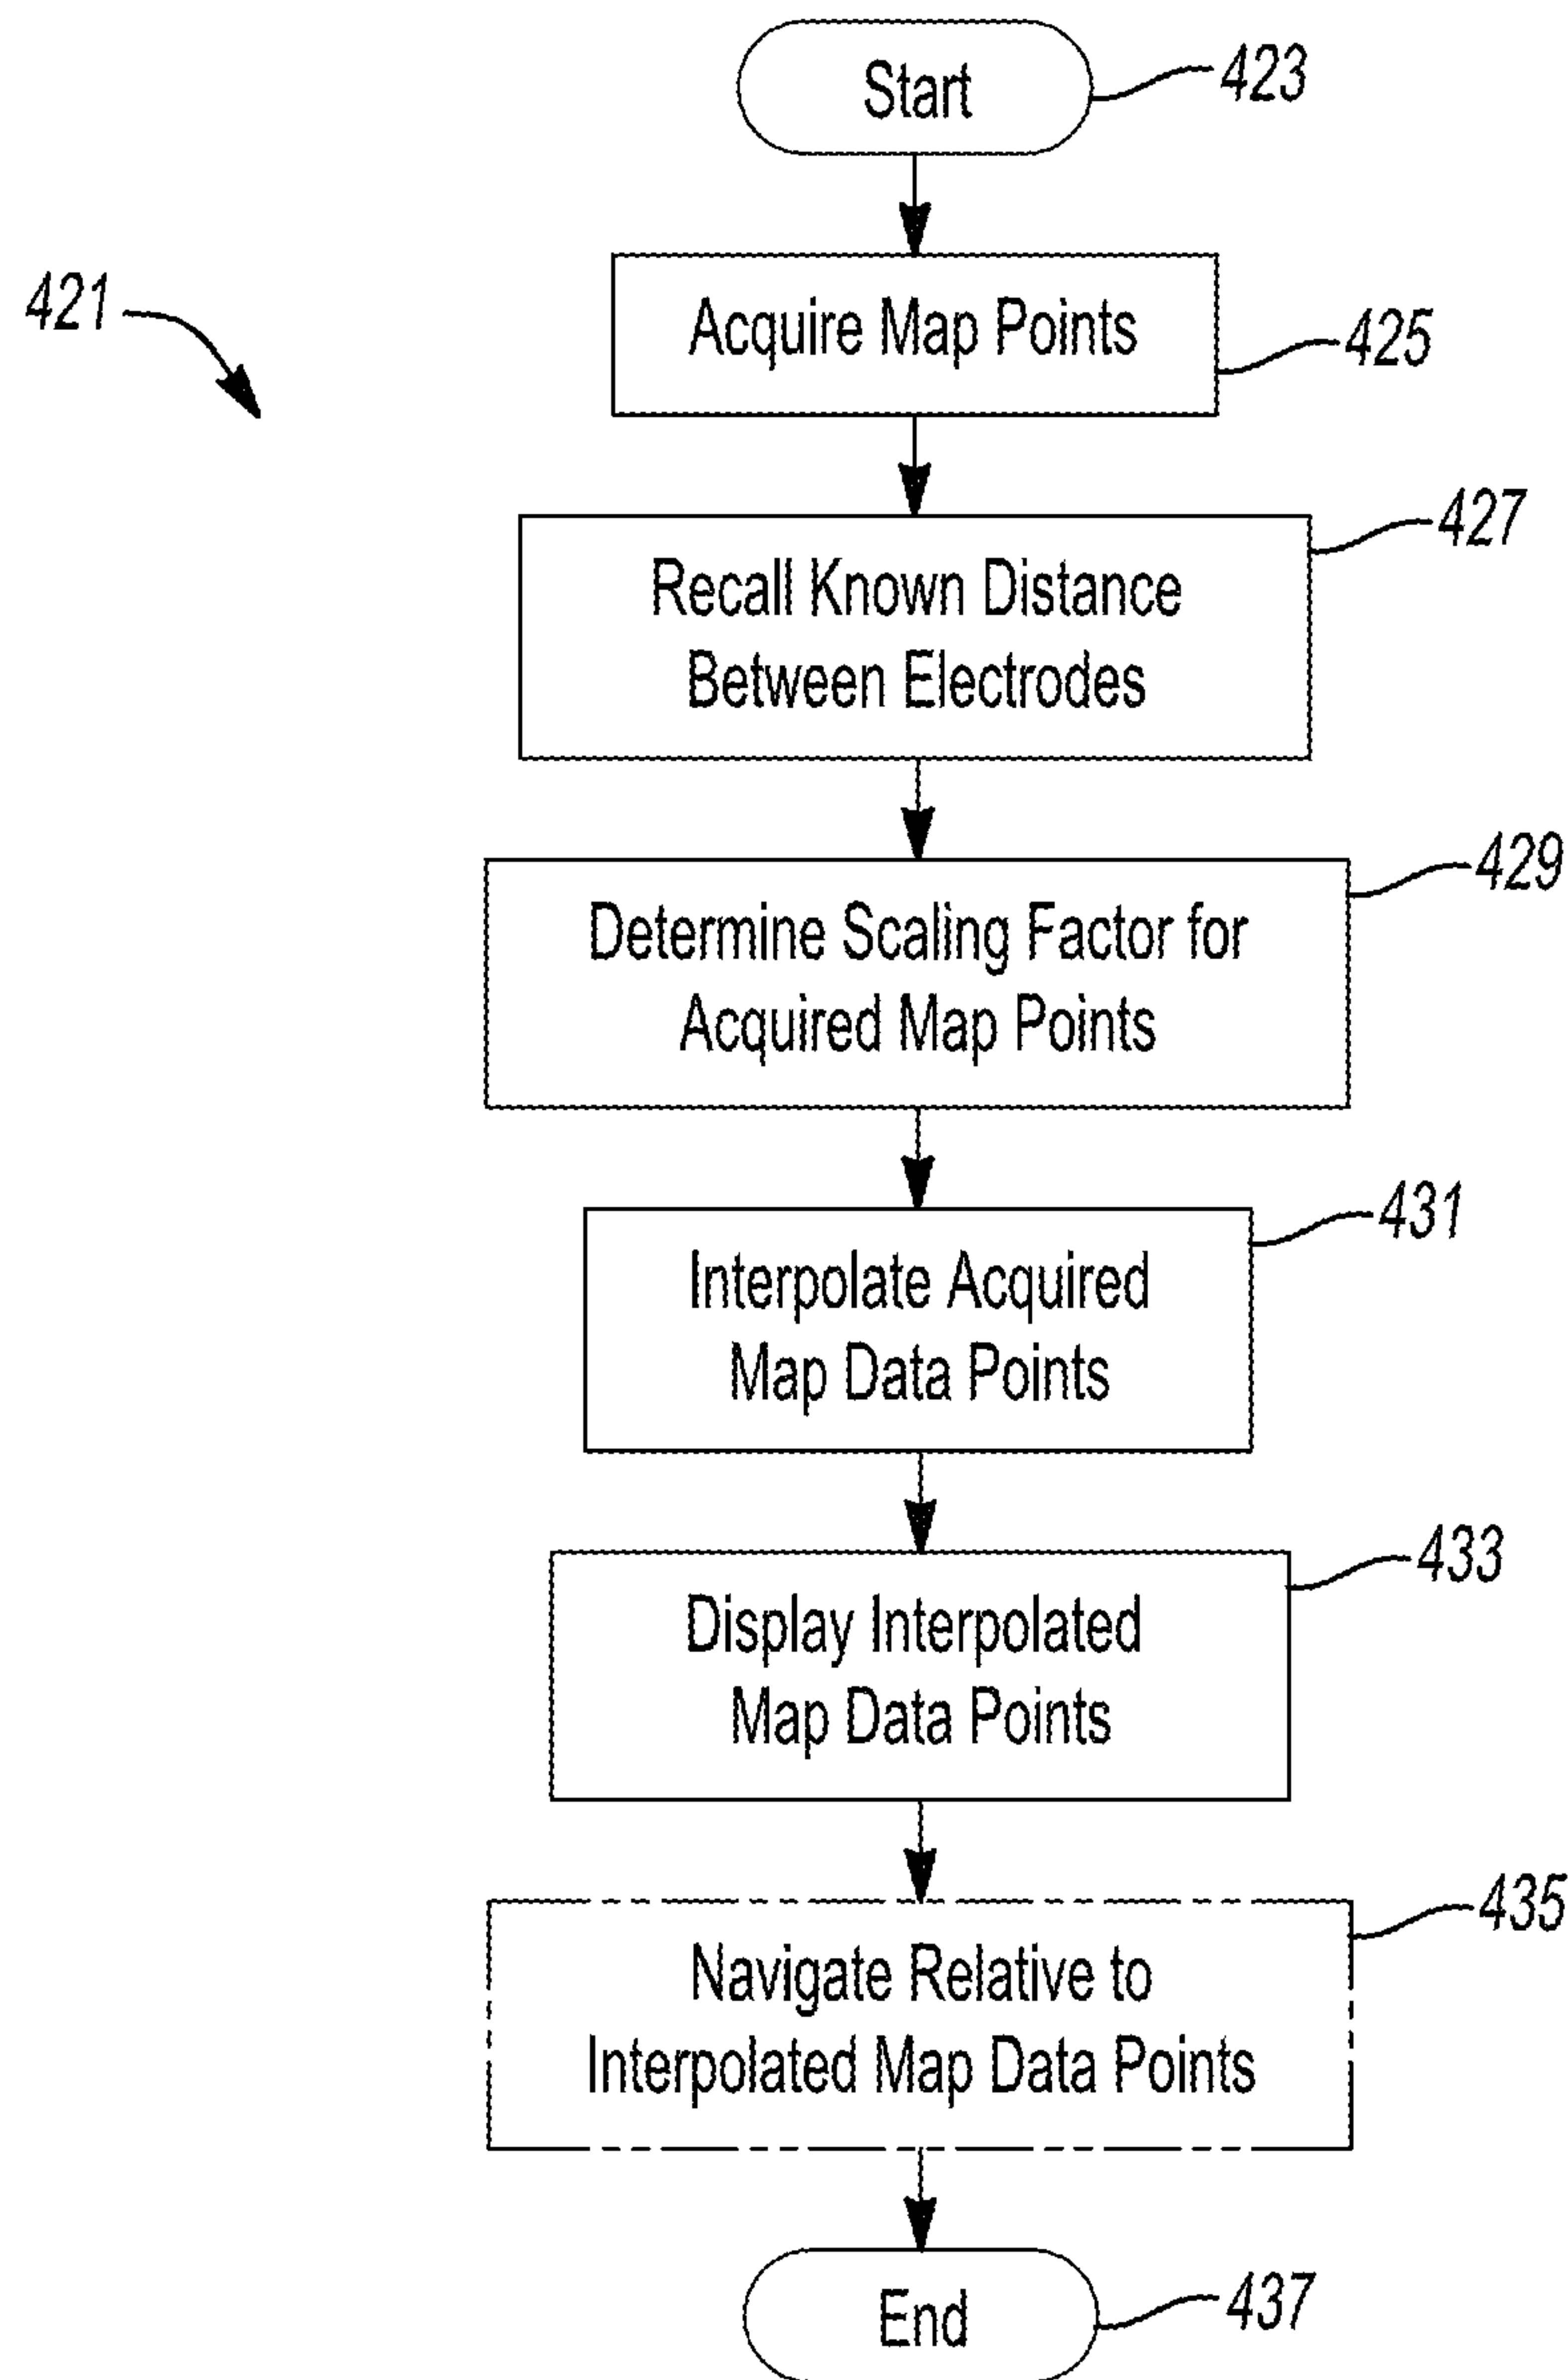 Start
423
421
Acquire Map Points
425
427
Recall Known Distance
Between Electrodes
429
Determine Scaling Factor for
Acquired Map Points
431
Interpolate Acquired
Map Data Points
433
Display Interpolated
Map Data Points
435
Navigate Relative to
Interpolated Map Data Points
End
437